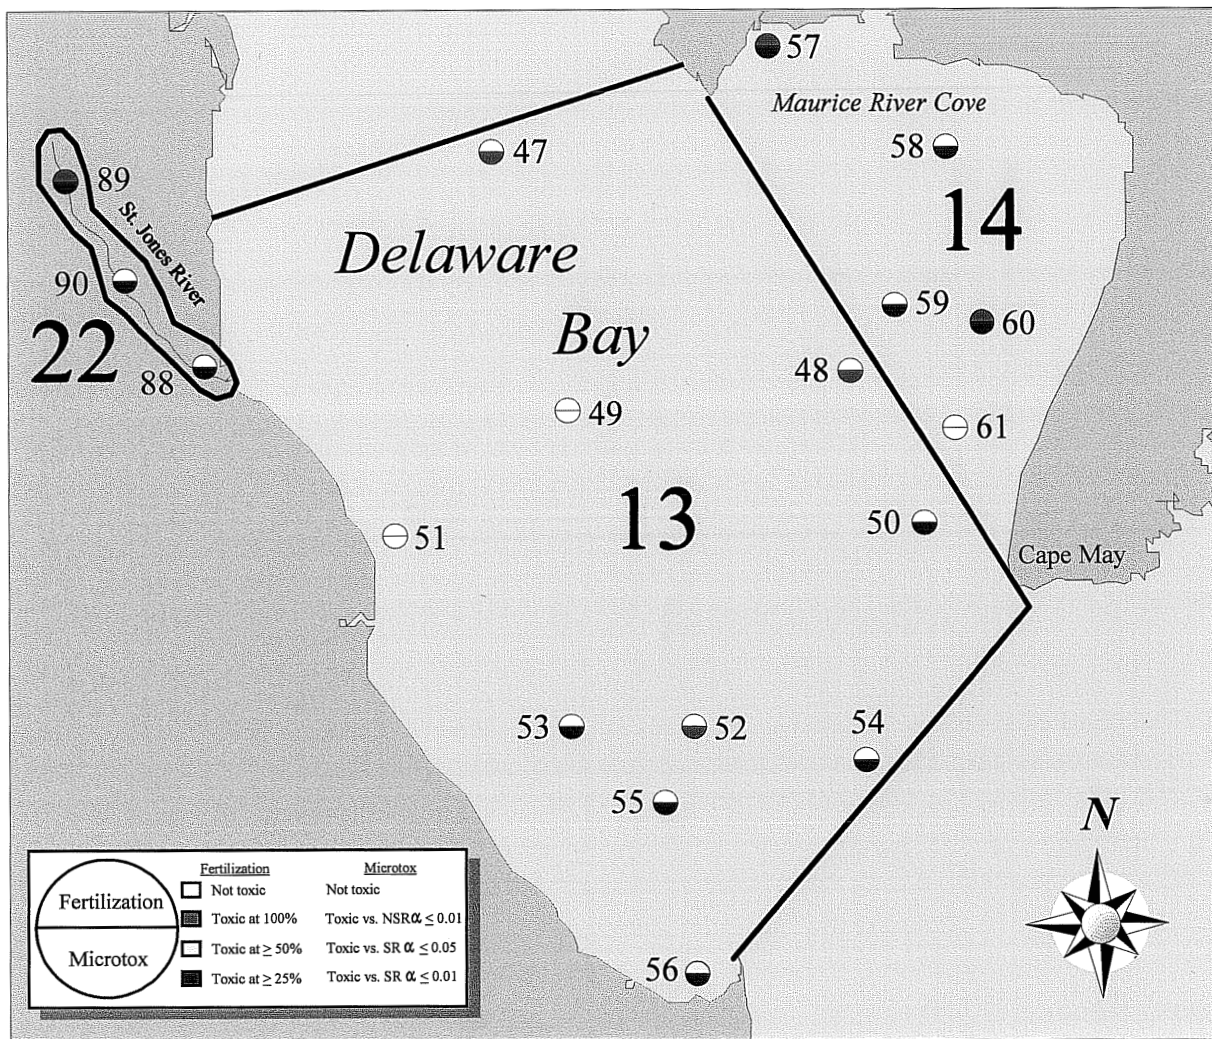 57
Maurice River Cove
58
47
89
St. Jones River
14
Delaware
90
59
60
Bay
22
48
88
49
61
13
50
51
Cape May
53
52
54
55
N
56
Fertilization
Microtox
Fertilization Microtox
Not toxic Not toxic
Toxic at 100% Toxic vs. NSR α ≤ 0.01
Toxic at ≥ 50% Toxic vs. SR α ≤ 0.05
Toxic at ≥ 25% Toxic vs. SR α ≤ 0.01